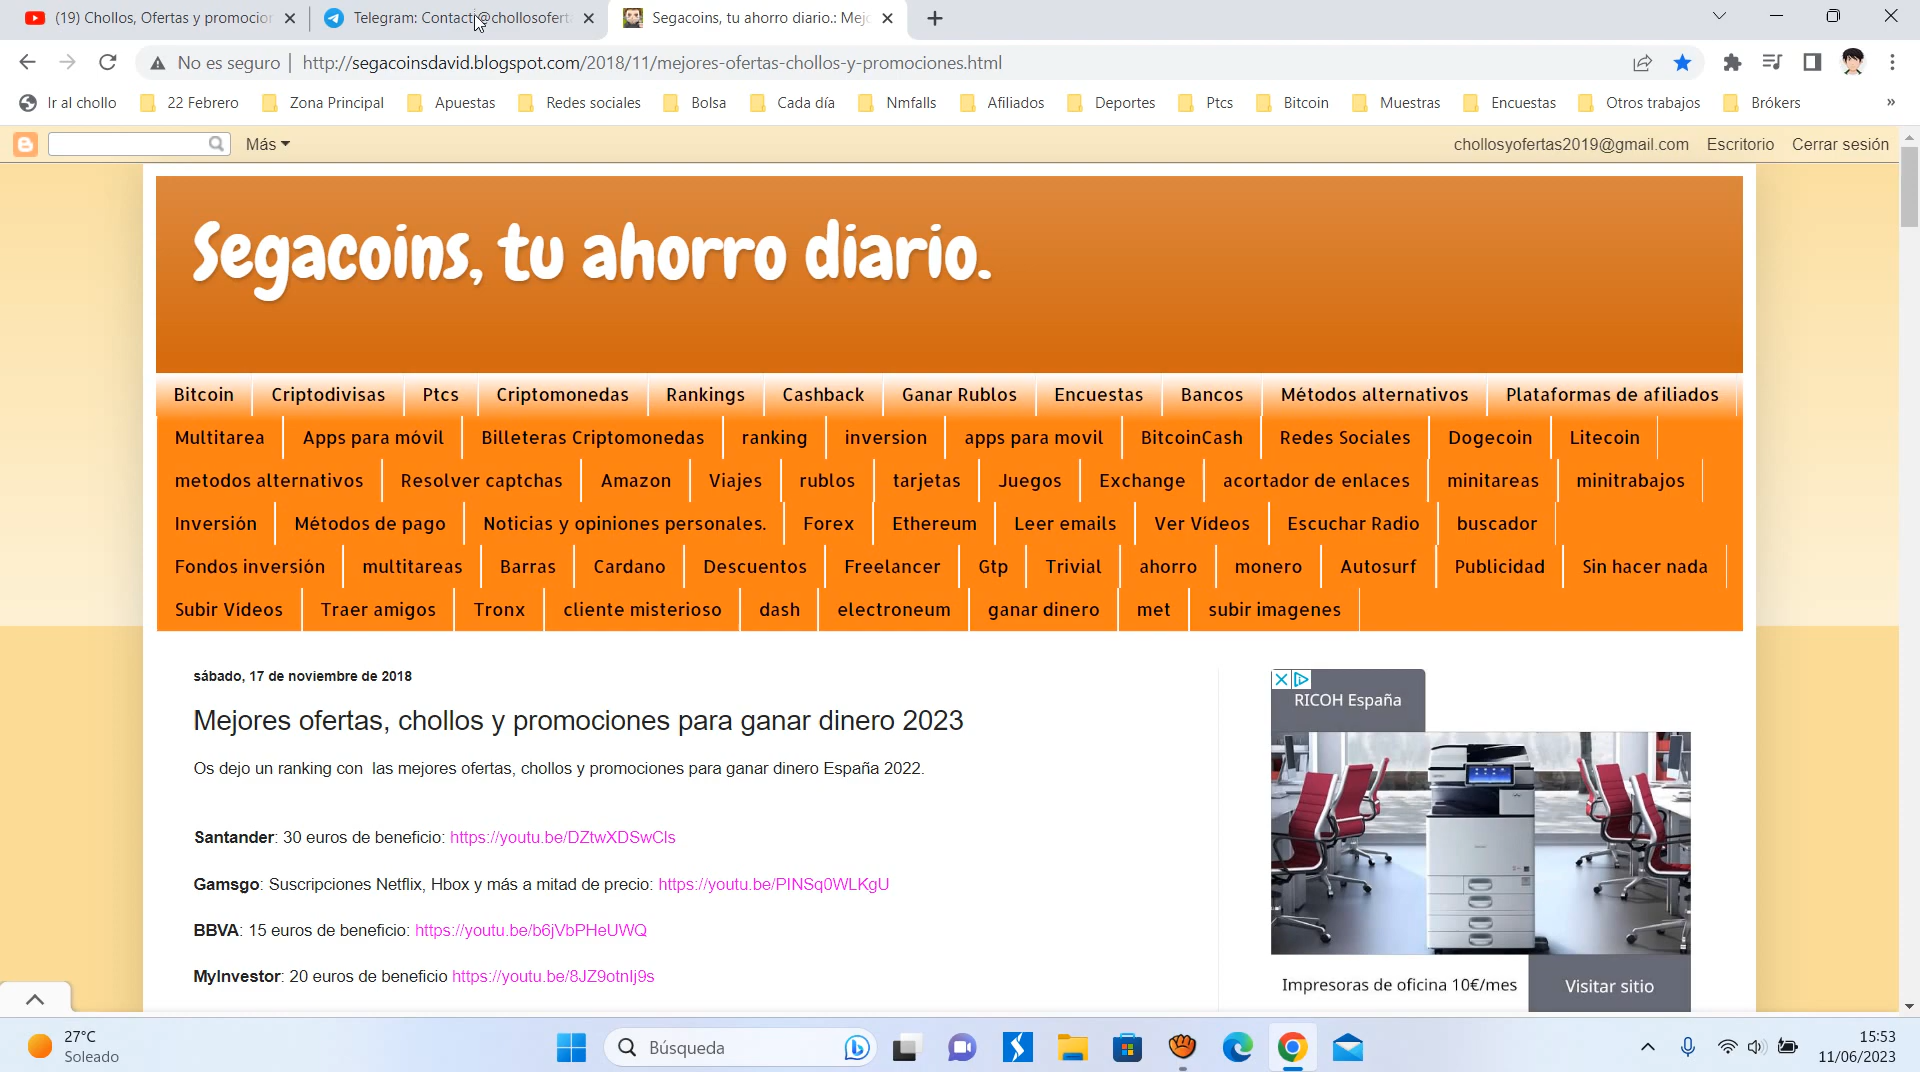 (19) Chollos, Ofertas y promocior
Telegram: Contact @chollosofert
Segacoins, tu ahorro diario.: Mejo
No es seguro
http://segacoinsdavid.blogspot.com/2018/11/mejores-ofertas-chollos-y-promociones.html
Ir al chollo
22 Febrero
Zona Principal
Apuestas
Redes sociales
Bolsa
Cada día
Nmfalls
Afiliados
Deportes
Ptcs
Bitcoin
Muestras
Encuestas
Otros trabajos
Brókers
»
Más
chollosyofertas2019@gmail.com
Escritorio
Cerrar sesión
Segacoins, tu ahorro diario.
Bitcoin Criptodivisas Ptcs Criptomonedas Rankings Cashback Ganar Rublos Encuestas Bancos Métodos alternativos Plataformas de afiliados
Multitarea Apps para móvil Billeteras Criptomonedas ranking inversion apps para movil BitcoinCash Redes Sociales Dogecoin Litecoin
metodos alternativos Resolver captchas Amazon Viajes rublos tarjetas Juegos Exchange acortador de enlaces minitareas minitrabajos
Inversión Métodos de pago Noticias y opiniones personales. Forex Ethereum Leer emails Ver Vídeos Escuchar Radio buscador
Fondos inversión multitareas Barras Cardano Descuentos Freelancer Gtp Trivial ahorro monero Autosurf Publicidad Sin hacer nada
Subir Vídeos Traer amigos Tronx cliente misterioso dash electroneum ganar dinero met subir imagenes
sábado, 17 de noviembre de 2018
Mejores ofertas, chollos y promociones para ganar dinero 2023
Os dejo un ranking con las mejores ofertas, chollos y promociones para ganar dinero España 2022.
Santander: 30 euros de beneficio: https://youtu.be/DZtwXDSwCls
Gamsgo: Suscripciones Netflix, Hbox y más a mitad de precio: https://youtu.be/PINSq0WLKgU
BBVA: 15 euros de beneficio: https://youtu.be/b6jVbPHeUWQ
MyInvestor: 20 euros de beneficio https://youtu.be/8JZ9otnIj9s
RICOH España
Impresoras de oficina 10€/mes
Visitar sitio
27°C
Soleado
Búsqueda
15:53
11/06/2023